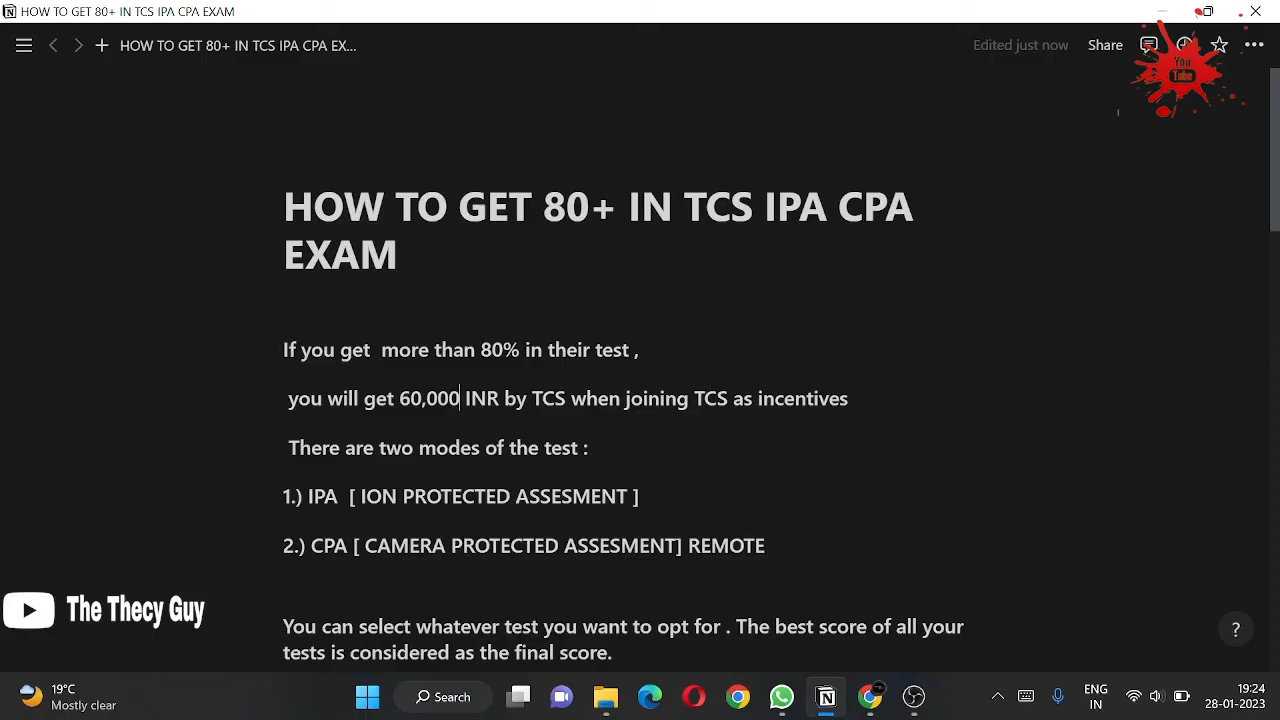 HOW TO GET 80+ IN TCS IPA CPA EXAM
HOW TO GET 80+ IN TCS IPA CPA EX...
Edited just now
Share
You
Tube
HOW TO GET 80+ IN TCS IPA CPA
EXAM
If you get more than 80% in their test ,
you will get 60,000 INR by TCS when joining TCS as incentives
There are two modes of the test :
1.) IPA [ ION PROTECTED ASSESMENT ]
2.) CPA [ CAMERA PROTECTED ASSESMENT] REMOTE
The Thecy Guy
You can select whatever test you want to opt for . The best score of all your
tests is considered as the final score.
?
19°C
Mostly clear
Search
ENG
IN
19:24
28-01-2023